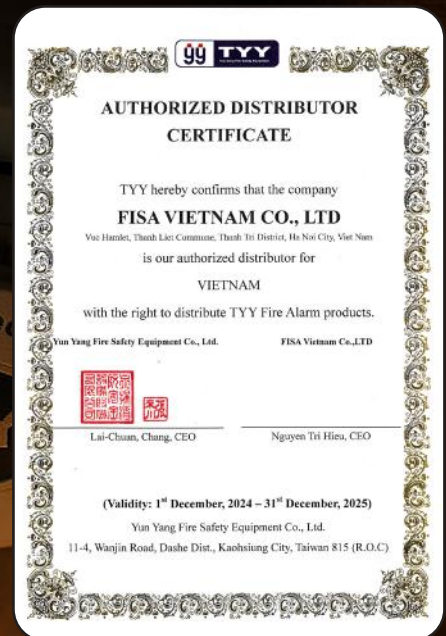 yy TYY
AUTHORIZED DISTRIBUTOR
CERTIFICATE
TYY hereby confirms that the company
FISA VIETNAM CO., LTD
Vuc Hamlet, Thanh Liet Commune, Thanh Tri District, Ha Noi City, Viet Nam
is our authorized distributor for
VIETNAM
with the right to distribute TYY Fire Alarm products.
Yun Yang Fire Safety Equipment Co., Ltd. FISA Vietnam Co.,LTD
Lai-Chuan, Chang, CEO Nguyen Tri Hieu, CEO
(Validity: 1st December, 2024 – 31st December, 2025)
Yun Yang Fire Safety Equipment Co., Ltd.
11-4, Wanjin Road, Dashe Dist., Kaohsiung City, Taiwan 815 (R.O.C)